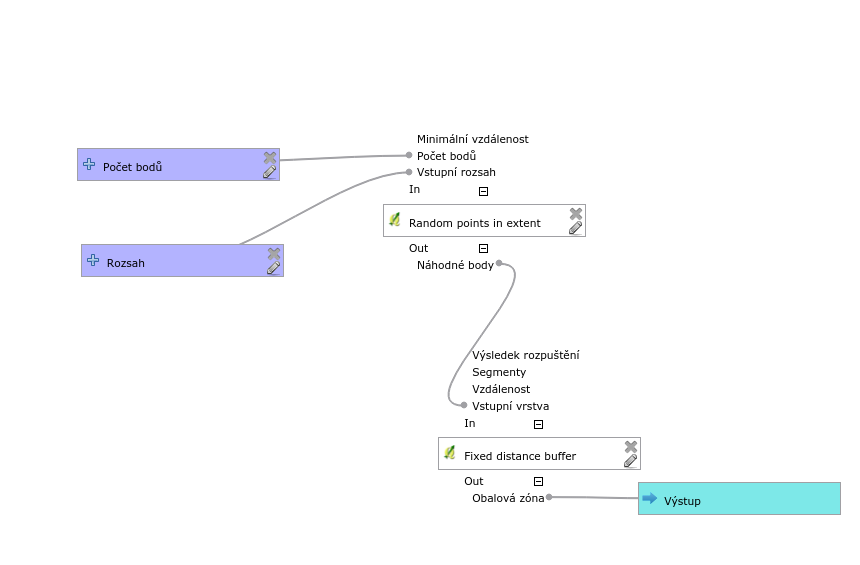 Minimální vzdálenost
Počet bodů
Počet bodů
Vstupní rozsah
In
Random points in extent
Out
Rozsah
Náhodné body
Výsledek rozpuštění
Segmenty
Vzdálenost
Vstupní vrstva
In
Fixed distance buffer
Out
Obalová zóna
Výstup